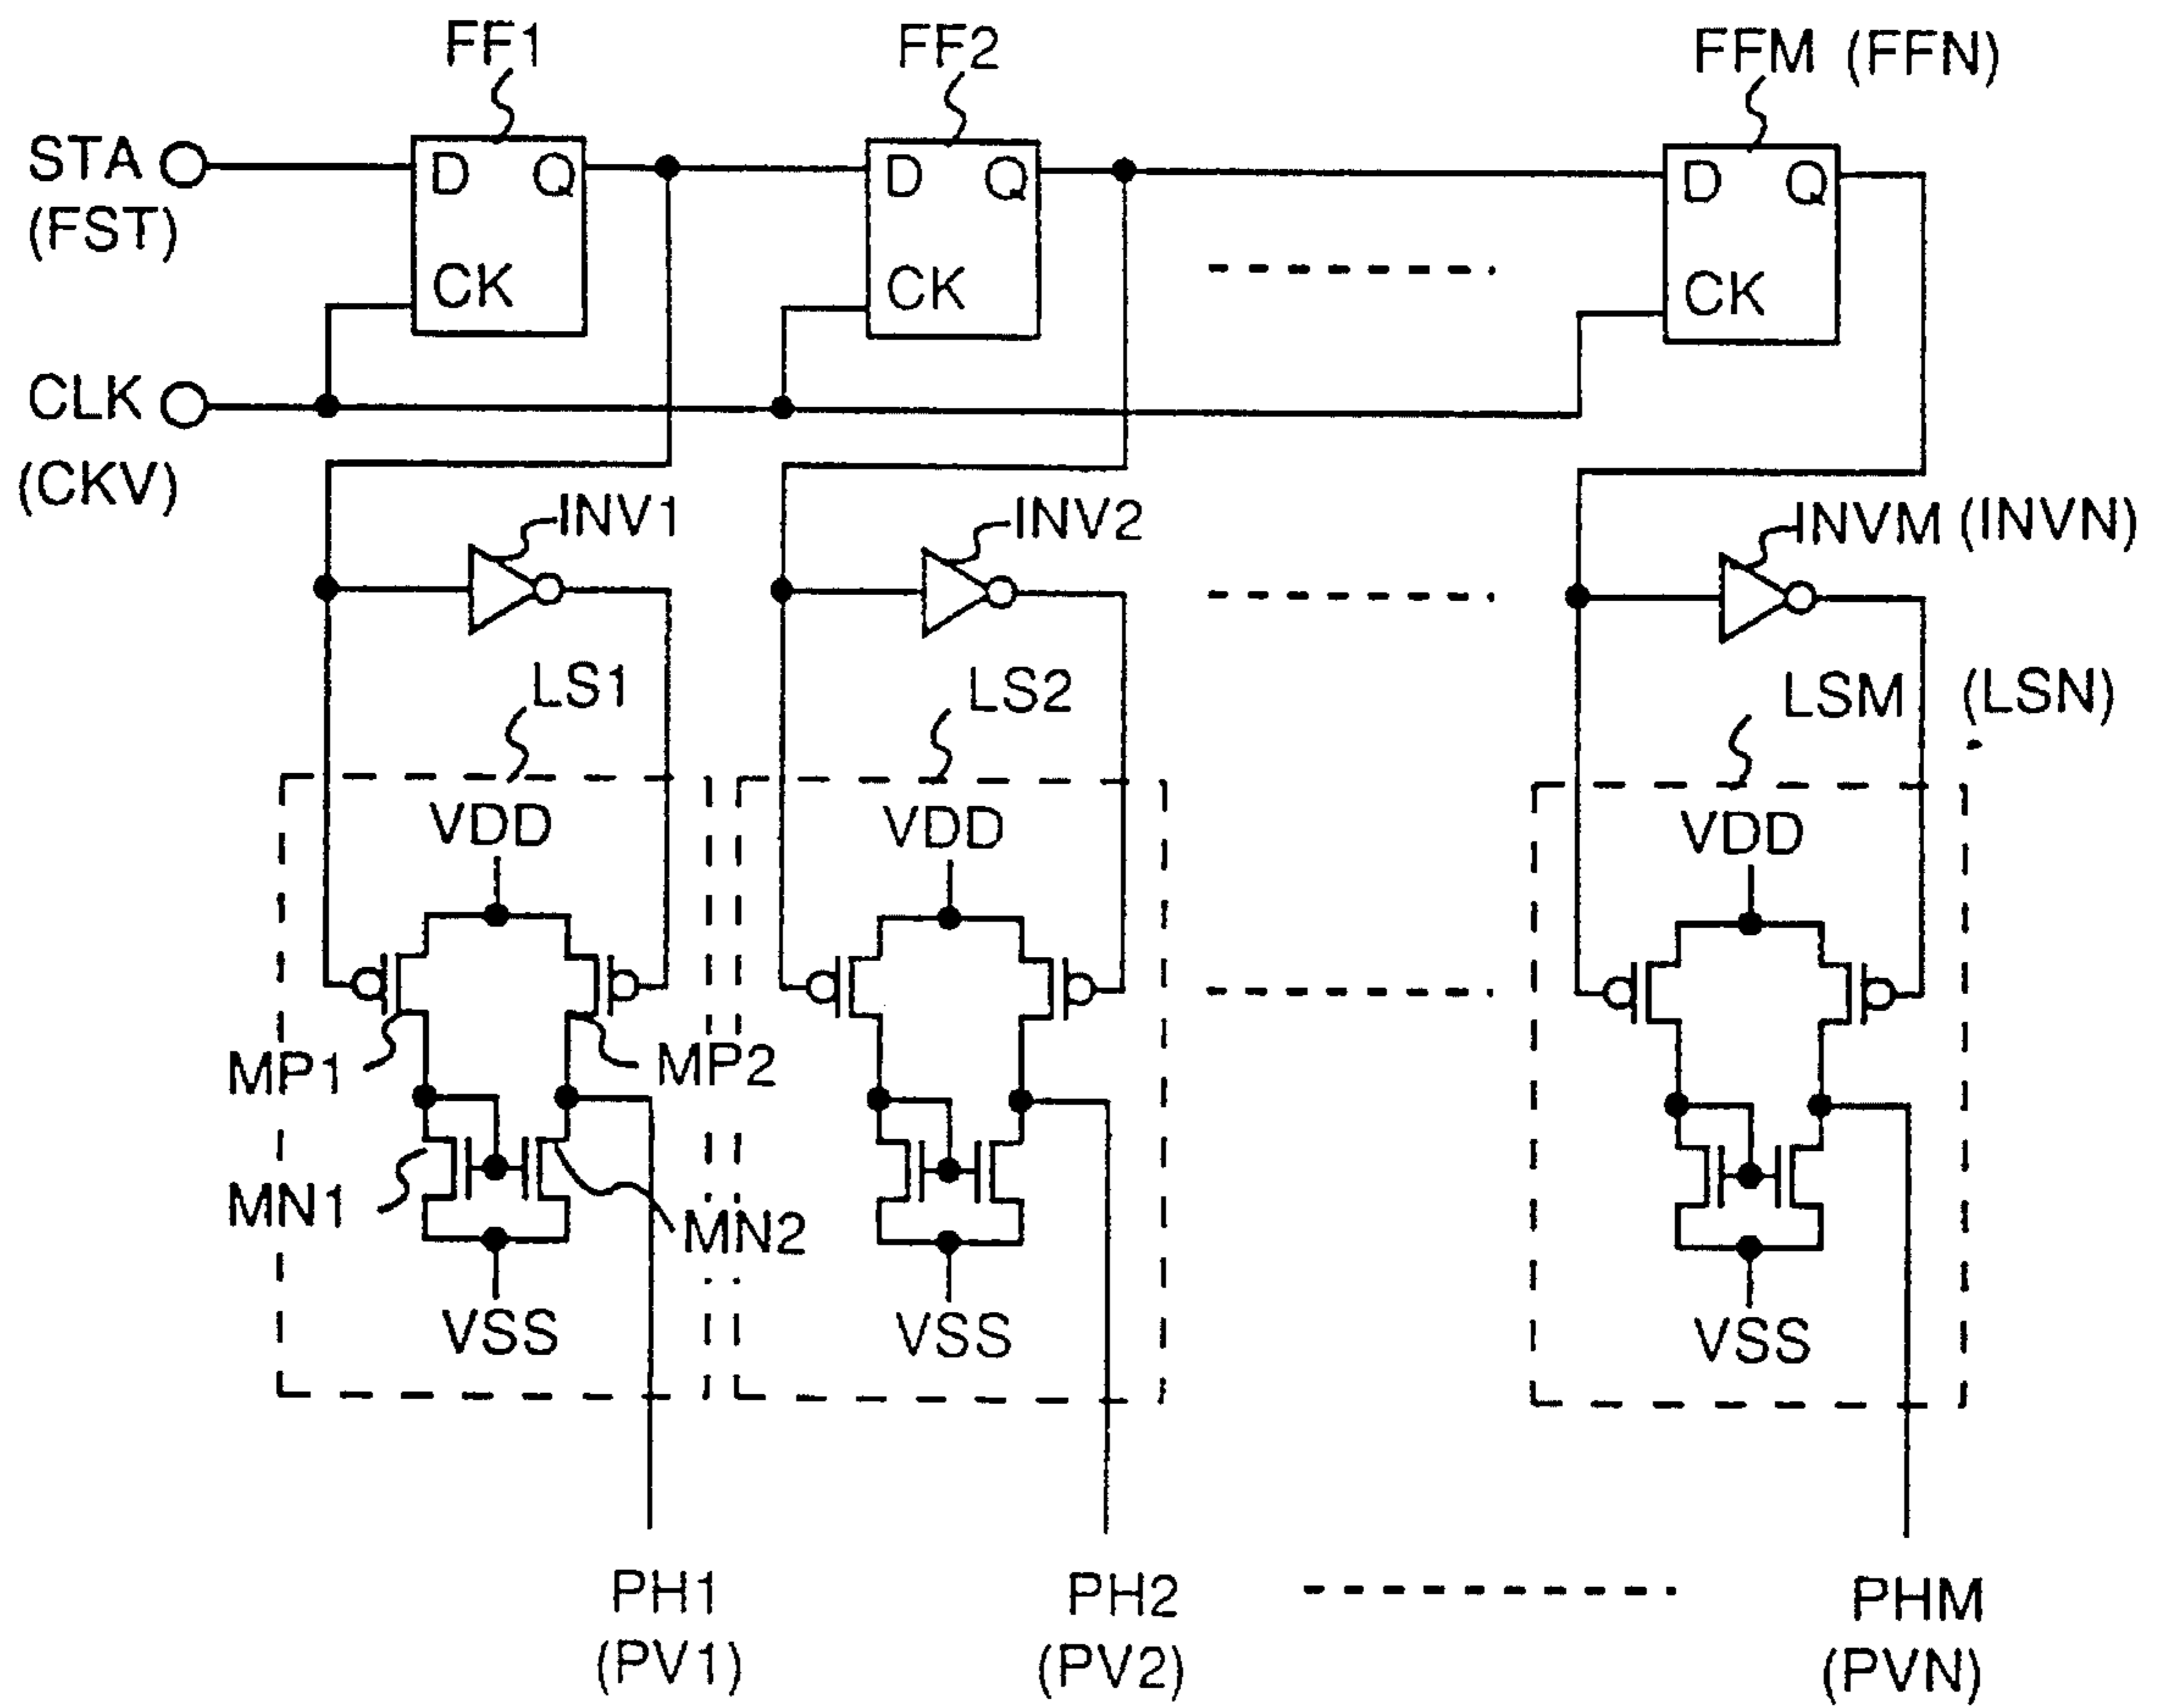 FF1
FF2
FFM (FFN)
STA
(FST)
D Q
CK
D Q
CK
D Q
CK
CLK
(CKV)
INV1
INV2
INVM (INVN)
LS1
LS2
LSM (LSN)
VDD
VDD
VDD
MP1
MP2
MN1
MN2
VSS
VSS
VSS
PH1
(PV1)
PH2
(PV2)
PHM
(PVN)